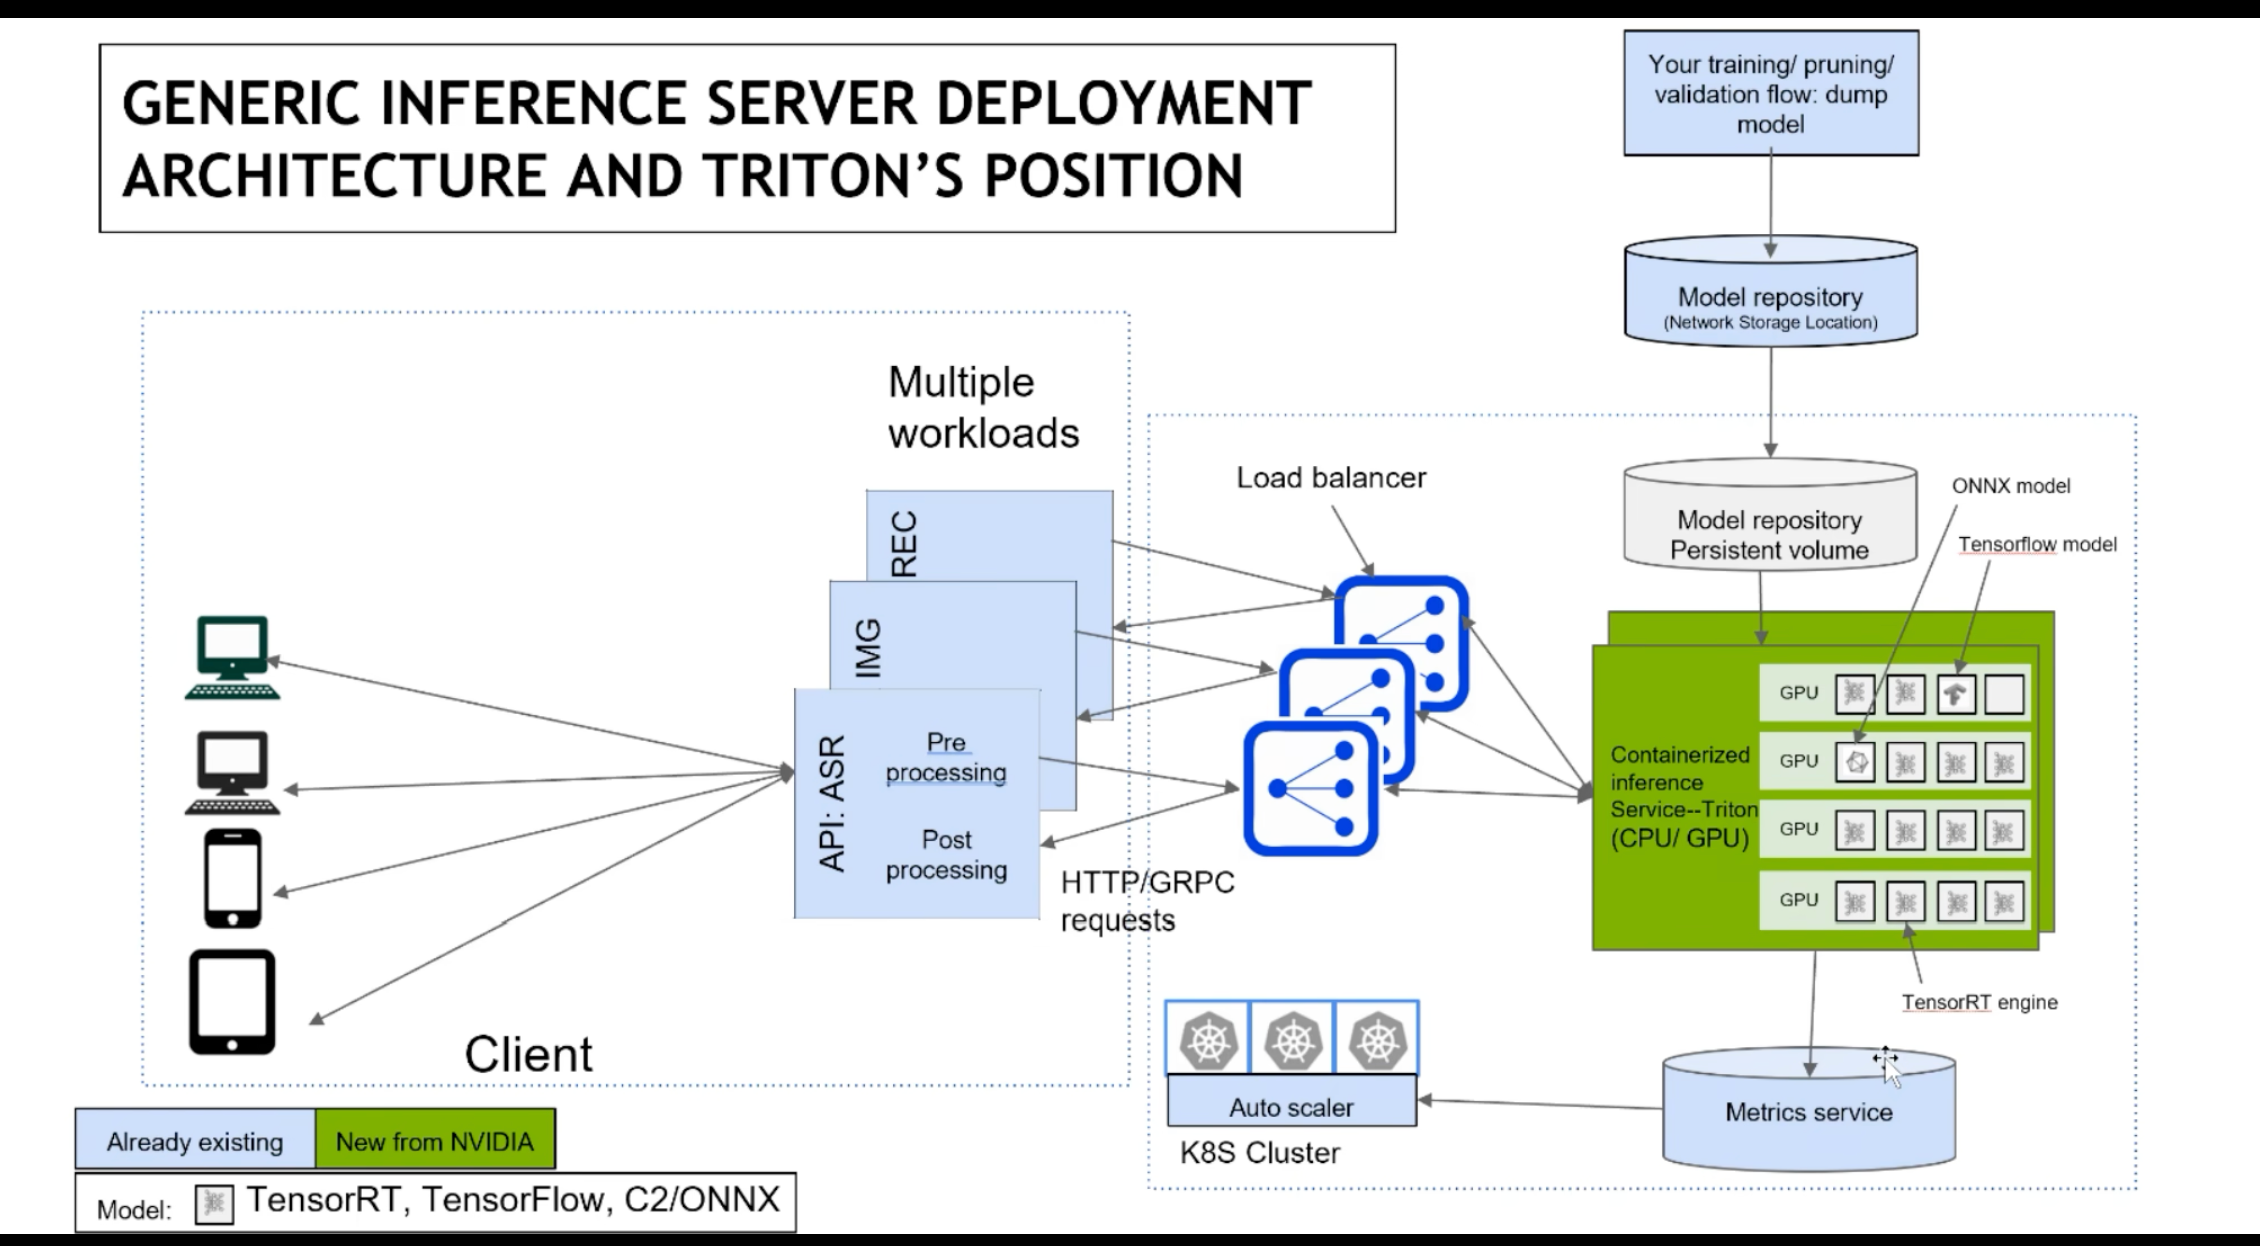 GENERIC INFERENCE SERVER DEPLOYMENT
ARCHITECTURE AND TRITON’S POSITION
Your training/ pruning/
validation flow: dump
model
Model repository
(Network Storage Location)
Multiple
workloads
Load balancer
Model repository
Persistent volume
ONNX model
Tensorflow model
REC
IMG
API: ASR
Pre
processing
Post
processing
HTTP/GRPC
requests
Containerized
inference
Service--Triton
(CPU/ GPU)
GPU
GPU
GPU
GPU
TensorRT engine
Client
Auto scaler
K8S Cluster
Metrics service
Already existing
New from NVIDIA
Model:
TensorRT, TensorFlow, C2/ONNX